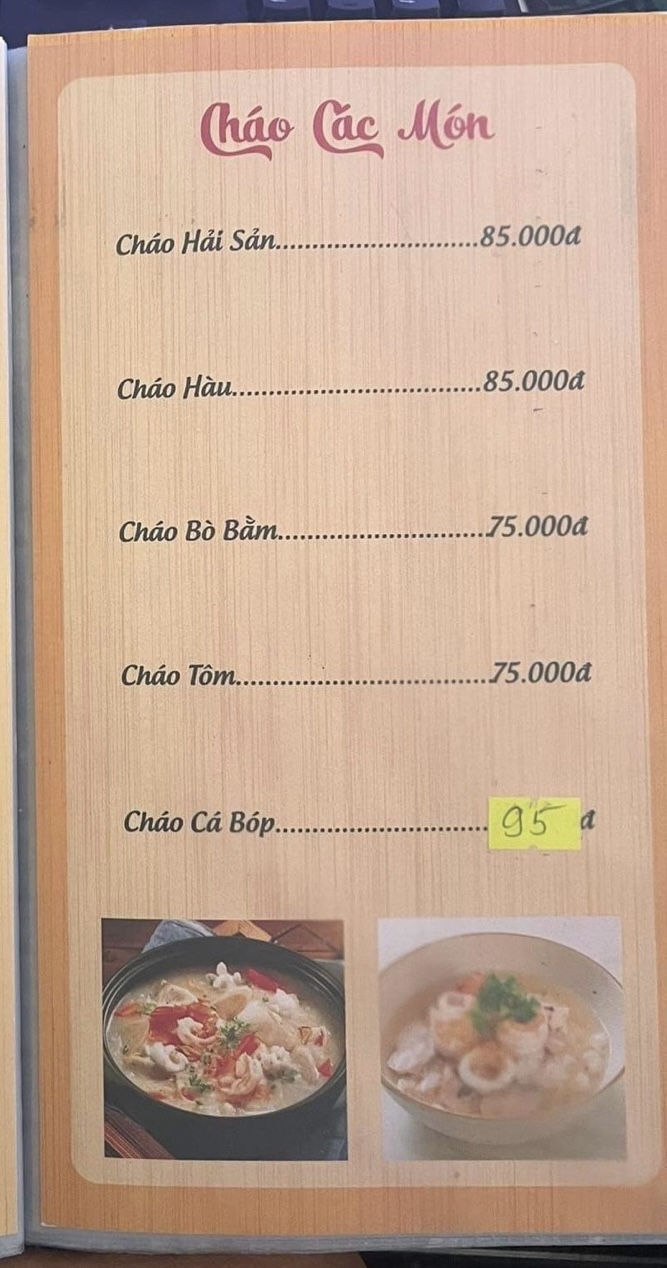 Cháo Các Món
Cháo Hải Sản............................85.000đ
Cháo Hàu..................................85.000đ
Cháo Bò Bằm.............................75.000đ
Cháo Tôm...................................75.000đ
Cháo Cá Bóp.............................95 đ